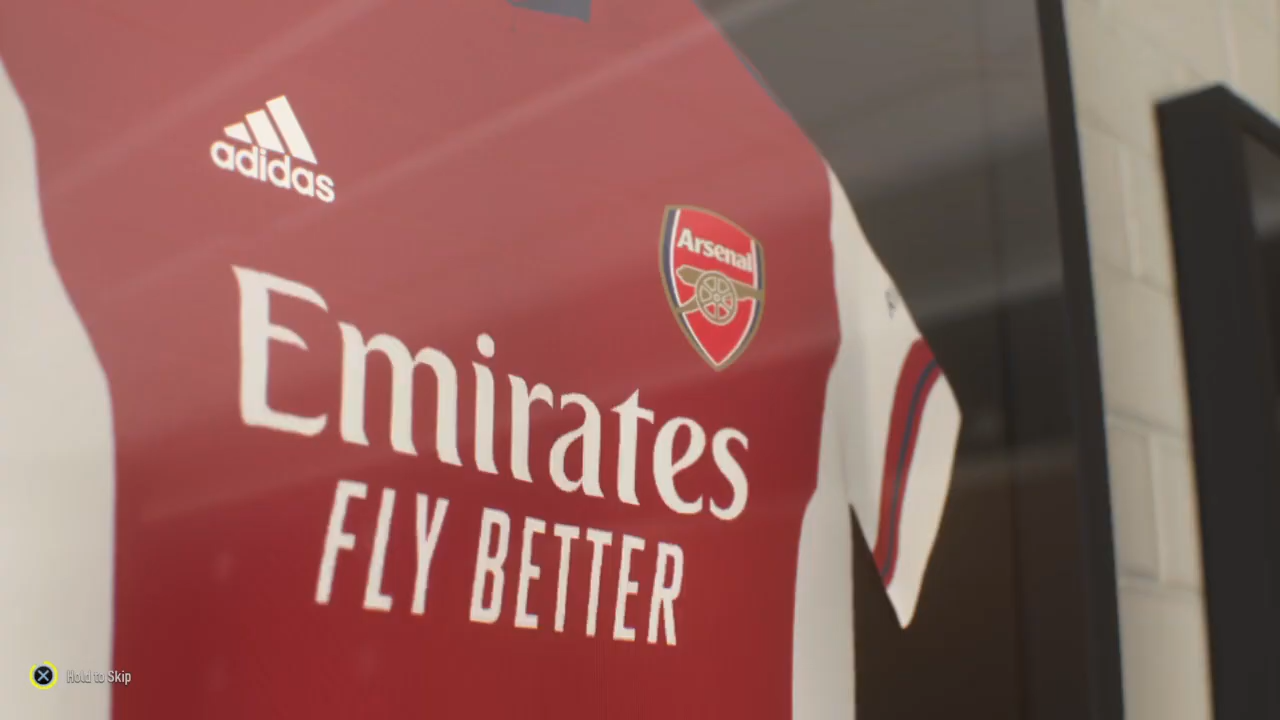 adidas
Arsenal
Emirates
FLY BETTER
Hold to Skip